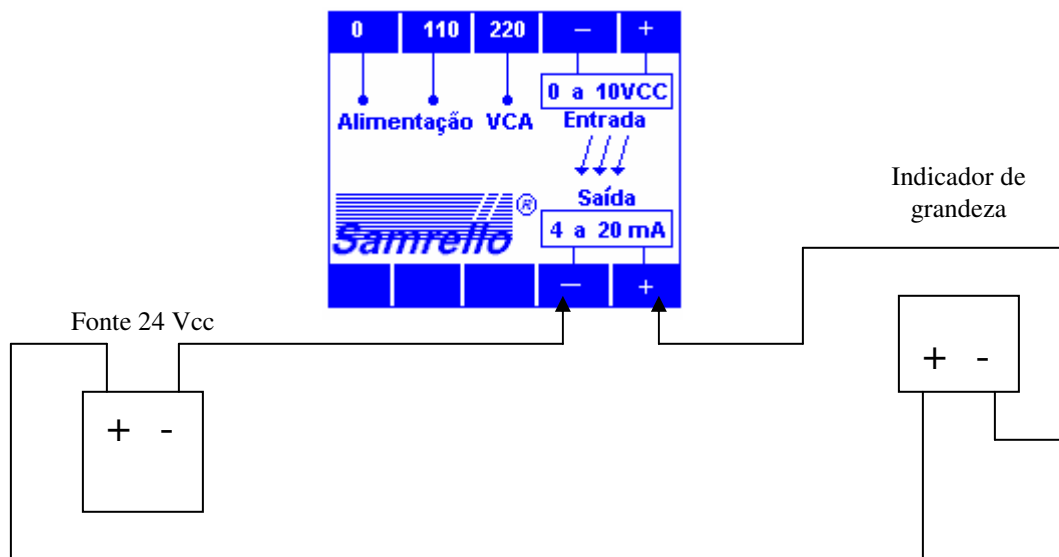 0 110 220 — +
0 a 10VCC
Alimentação VCA Entrada
Saída
Samrello ®
4 a 20 mA
— +
Indicador de
grandeza
+ -
Fonte 24 Vcc
+ -